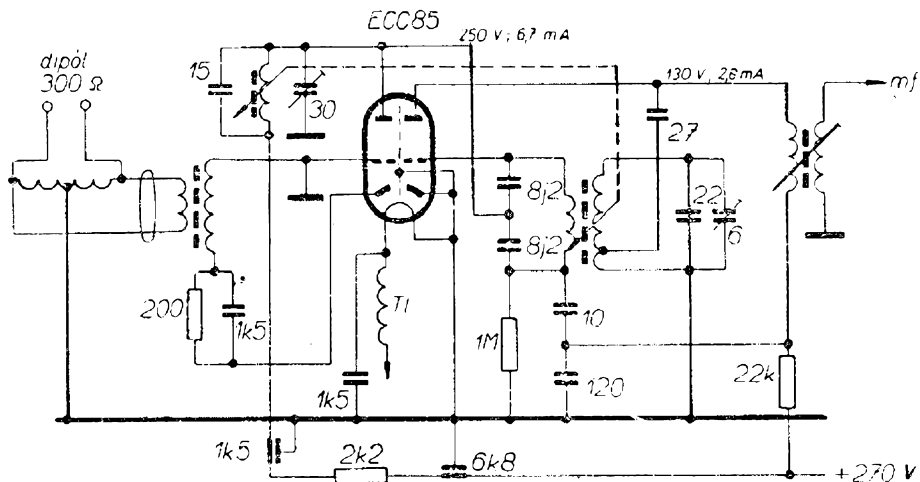 ECC85
250 V ; 6,7 mA
dipól
300 Ω
15
30
130 V , 2,6 mA
mf
27
8j2
22
6
8j2
200
1k5
Tl
10
1M
120
22k
1k5
1k5
2k2
6k8
+270 V